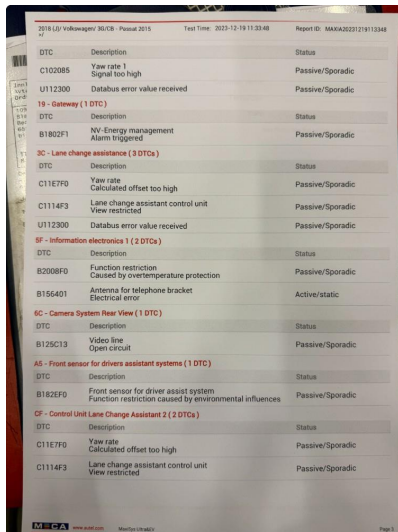 2018 (J)/ Volkswagen/ 3G/CB - Passat 2015 Test Time: 2023-12-19 11:33:48 Report ID: MAXIA20231219113348
>/
DTC Description Status
C102085 Yaw rate 1 Passive/Sporadic
Signal too high
U112300 Databus error value received Passive/Sporadic
19 - Gateway ( 1 DTC )
DTC Description Status
B1802F1 NV-Energy management Passive/Sporadic
Alarm triggered
3C - Lane change assistance ( 3 DTCs )
DTC Description Status
C11E7F0 Yaw rate Passive/Sporadic
Calculated offset too high
C1114F3 Lane change assistant control unit Passive/Sporadic
View restricted
U112300 Databus error value received Passive/Sporadic
5F - Information electronics 1 ( 2 DTCs )
DTC Description Status
B2008F0 Function restriction Passive/Sporadic
Caused by overtemperature protection
B156401 Antenna for telephone bracket Active/static
Electrical error
6C - Camera System Rear View ( 1 DTC )
DTC Description Status
B125C13 Video line Passive/Sporadic
Open circuit
A5 - Front sensor for drivers assistant systems ( 1 DTC )
DTC Description Status
B182EF0 Front sensor for driver assist system Passive/Sporadic
Function restriction caused by environmental influences
CF - Control Unit Lane Change Assistant 2 ( 2 DTCs )
DTC Description Status
C11E7F0 Yaw rate Passive/Sporadic
Calculated offset too high
C1114F3 Lane change assistant control unit Passive/Sporadic
View restricted
MECA www.autel.com MaxiSys Ultra&EV Page